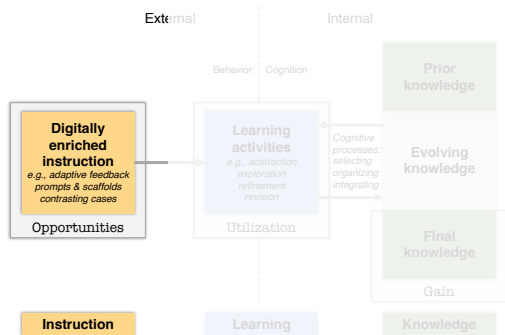 External
Internal
Behavior
Cognition
Prior
knowledge
Digitally
enriched
instruction
e.g., adaptive feedback
prompts & scaffolds
contrasting cases
Opportunities
Learning
activities
e.g., abstraction
exploration
refinement
revision
Utilization
Cognitive
processes:
selecting
organizing
integrating
Evolving
knowledge
Final
knowledge
Gain
Instruction
Learning
Knowledge